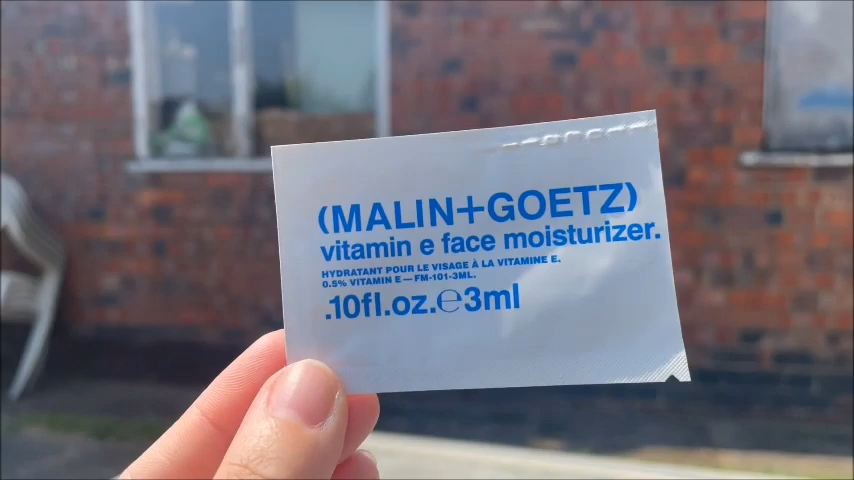 (MALIN+GOETZ)
vitamin e face moisturizer.
HYDRATANT POUR LE VISAGE À LA VITAMINE E.
0.5% VITAMIN E — FM-101-3ML.
.10fl.oz.℮3ml